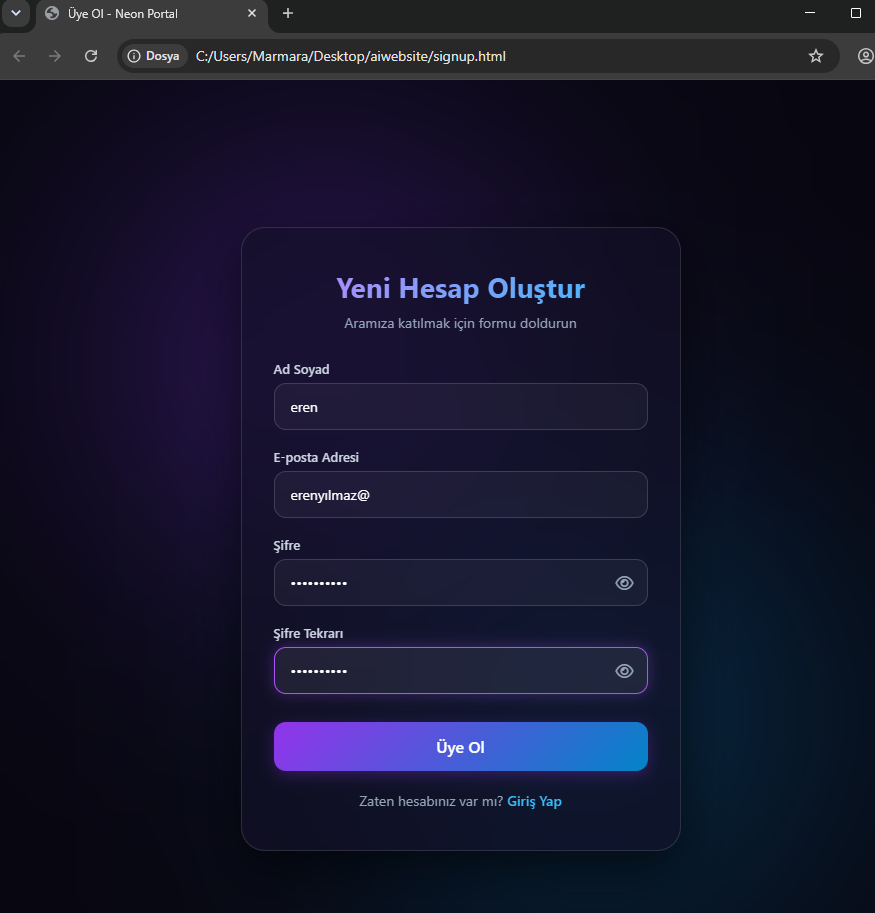 Üye Ol - Neon Portal
Dosya
C:/Users/Marmara/Desktop/aiwebsite/signup.html
Yeni Hesap Oluştur
Aramıza katılmak için formu doldurun
Ad Soyad
eren
E-posta Adresi
erenyılmaz@
Şifre
••••••••••
Şifre Tekrarı
••••••••••
Üye Ol
Zaten hesabınız var mı? Giriş Yap